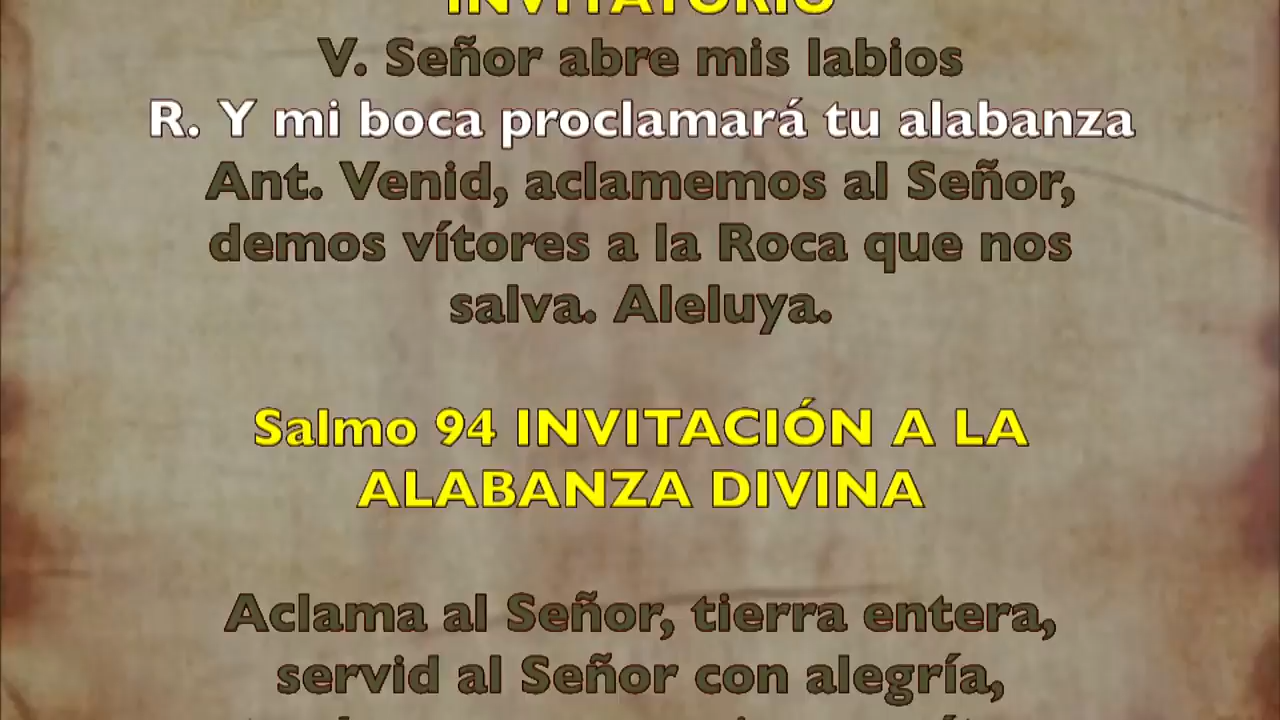 INVITATORIO
V. Señor abre mis labios
R. Y mi boca proclamará tu alabanza
Ant. Venid, aclamemos al Señor,
demos vítores a la Roca que nos
salva. Aleluya.
Salmo 94 INVITACIÓN A LA
ALABANZA DIVINA
Aclama al Señor, tierra entera,
servid al Señor con alegría,